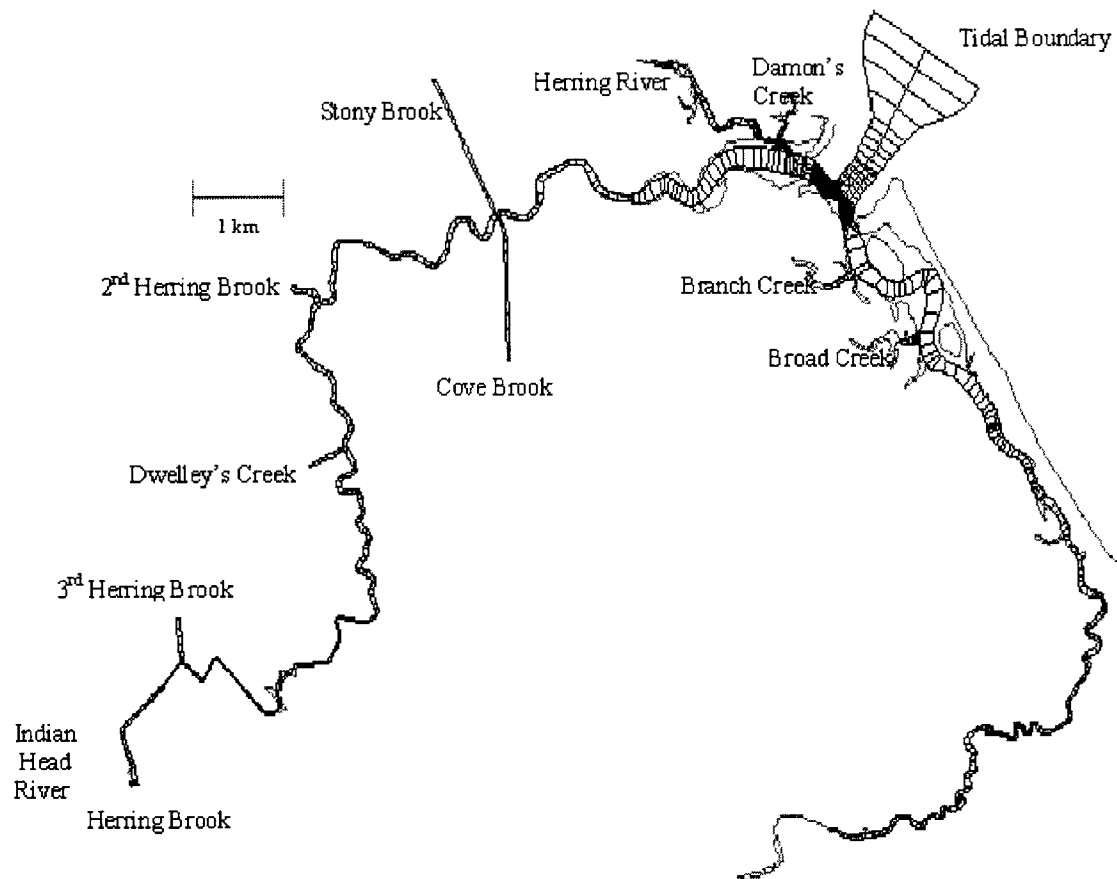 Tidal Boundary
Damon's
Creek
Herring River
Stony Brook
1 km
2nd Herring Brook
Branch Creek
Broad Creek
Cove Brook
Dwelley's Creek
3rd Herring Brook
Indian
Head
River
Herring Brook